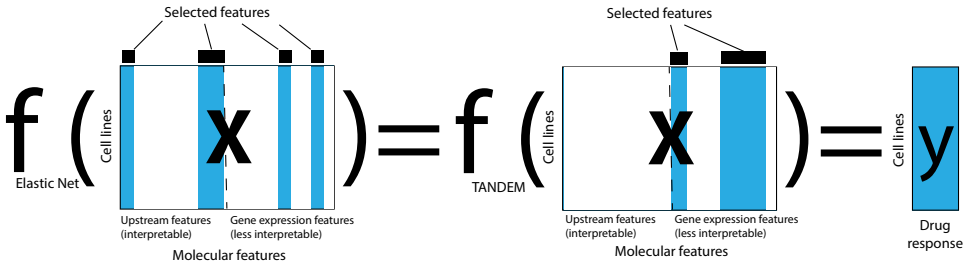 Selected features
f ( Cell lines X ) = f ( Cell lines X ) = Cell lines y
Elastic Net
Upstream features
(interpretable)
Gene expression features
(less interpretable)
Molecular features
Selected features
TANDEM
Upstream features
(interpretable)
Gene expression features
(less interpretable)
Molecular features
Drug
response